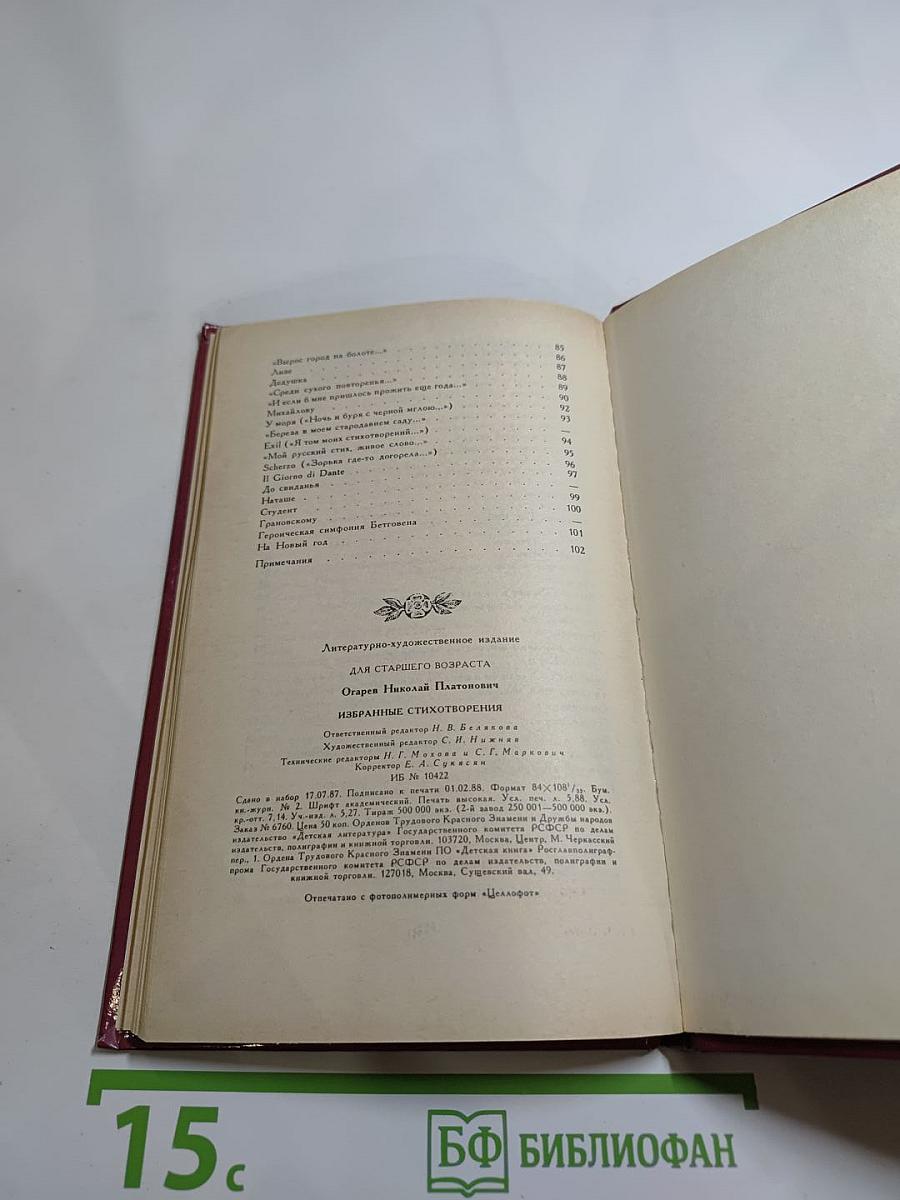 «Вырос город на болоте...» 85
Лизе 86
Дедушка 87
«Среди сухого повторенья...» 88
«И если б мне пришлось прожить еще года...» 89
Михайлову 90
У моря («Ночь и буря с черной мглою...») 92
«Береза в моем стародавнем саду...» 93
Exil («Я том моих стихотворений...») —
«Мой русский стих, живое слово... 94
Scherzo («Зорька где-то догорела...») 95
Il Giorno di Dante 96
До свиданья 97
Наташе —
Студент 99
Грановскому 100
Героическая симфония Бетговена —
На Новый год 101
Примечания 102
Литературно-художественное издание
ДЛЯ СТАРШЕГО ВОЗРАСТА
Огарев Николай Платонович
ИЗБРАННЫЕ СТИХОТВОРЕНИЯ
Ответственный редактор Н. В. Белякова
Художественный редактор С. И. Нижняя
Технические редакторы Н. Г. Мохова и С. Г. Маркович
Корректор Е. А. Сукясян
ИБ № 10422
Сдано в набор 17.07.87. Подписано к печати 01.02.88. Формат 84×108¹/₃₂. Бум.
кн.-журн. № 2. Шрифт академический. Печать высокая. Усл. печ. л. 5,88. Усл.
кр.-отт. 7,14. Уч.-изд. л. 5,27. Тираж 500 000 экз. (2-й завод 250 001—500 000 экз.).
Заказ № 6760. Цена 50 коп. Орденов Трудового Красного Знамени и Дружбы народов
издательство «Детская литература» Государственного комитета РСФСР по делам
издательств, полиграфии и книжной торговли. 103720, Москва, Центр, М. Черкасский
пер., 1. Ордена Трудового Красного Знамени ПО «Детская книга» Росглавполиграф-
прома Государственного комитета РСФСР по делам издательств, полиграфии и
книжной торговли. 127018, Москва, Сущевский вал, 49.
Отпечатано с фотополимерных форм «Целлофот»
15 с
БФ БИБЛИОФАН